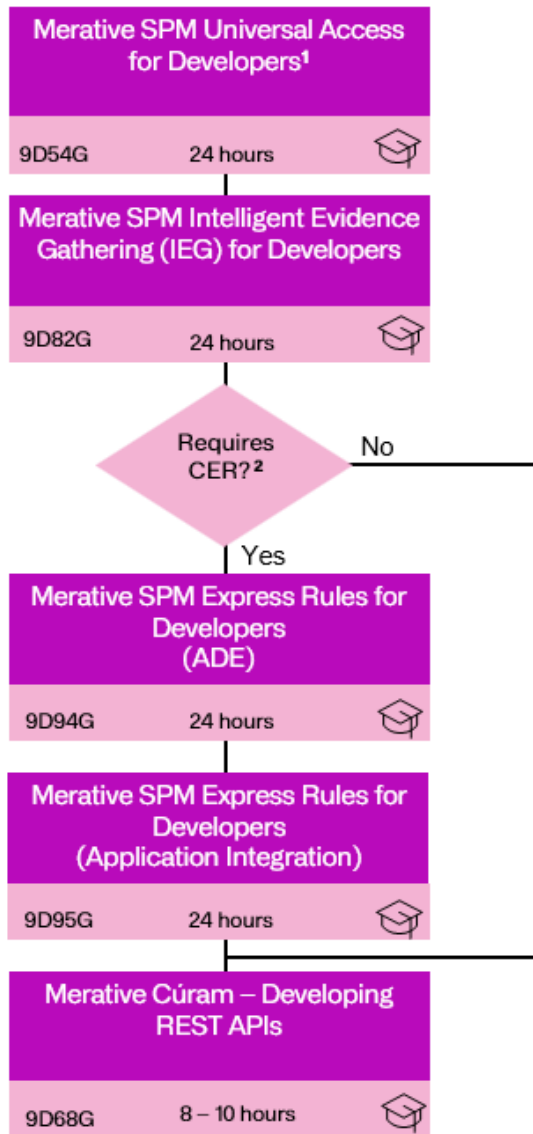 Merative SPM Universal Access
for Developers¹
9D54G 24 hours
Merative SPM Intelligent Evidence
Gathering (IEG) for Developers
9D82G 24 hours
Requires
CER?²
No
Yes
Merative SPM Express Rules for
Developers
(ADE)
9D94G 24 hours
Merative SPM Express Rules for
Developers
(Application Integration)
9D95G 24 hours
Merative Cúram – Developing
REST APIs
9D68G 8 – 10 hours